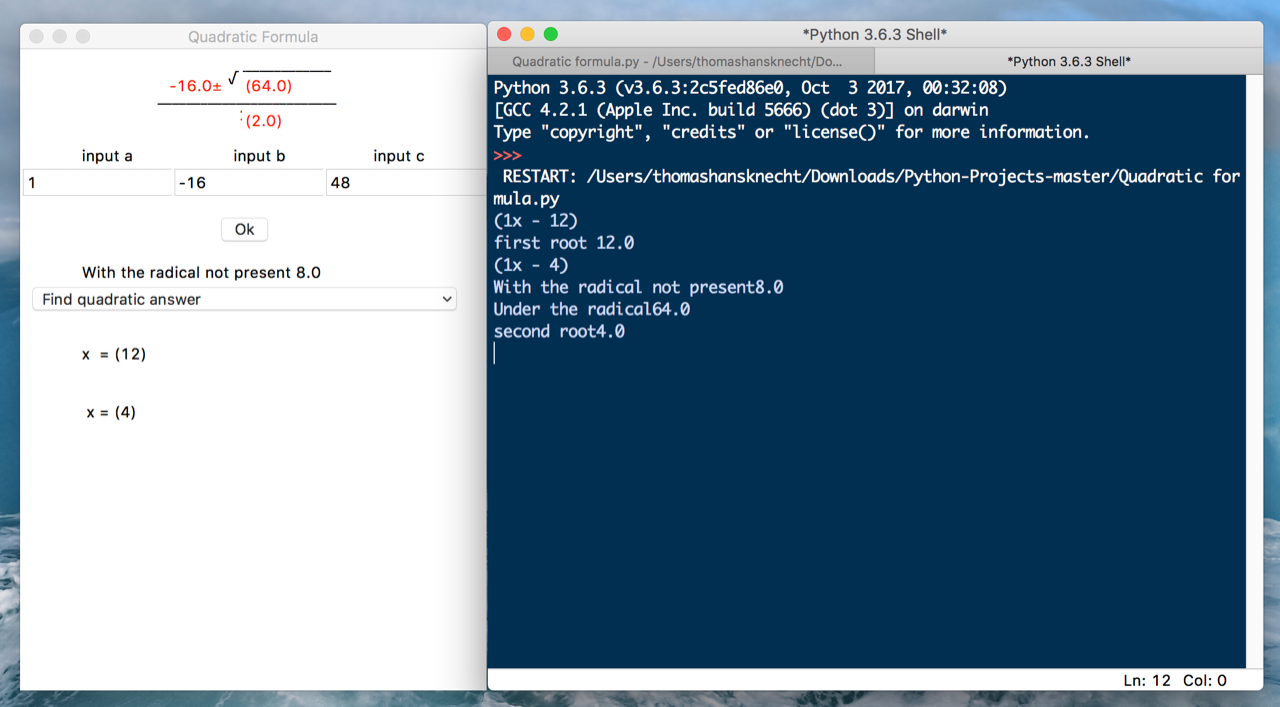 Quadratic Formula
-16.0± √ (64.0)
(2.0)
input a input b input c
1 -16 48
Ok
With the radical not present 8.0
Find quadratic answer
x = (12)
x = (4)
*Python 3.6.3 Shell*
Quadratic formula.py - /Users/thomashansknecht/Do... *Python 3.6.3 Shell*
Python 3.6.3 (v3.6.3:2c5fed86e0, Oct  3 2017, 00:32:08)
[GCC 4.2.1 (Apple Inc. build 5666) (dot 3)] on darwin
Type "copyright", "credits" or "license()" for more information.
>>>
RESTART: /Users/thomashansknecht/Downloads/Python-Projects-master/Quadratic for
mula.py
(1x - 12)
first root 12.0
(1x - 4)
With the radical not present8.0
Under the radical64.0
second root4.0
Ln: 12 Col: 0